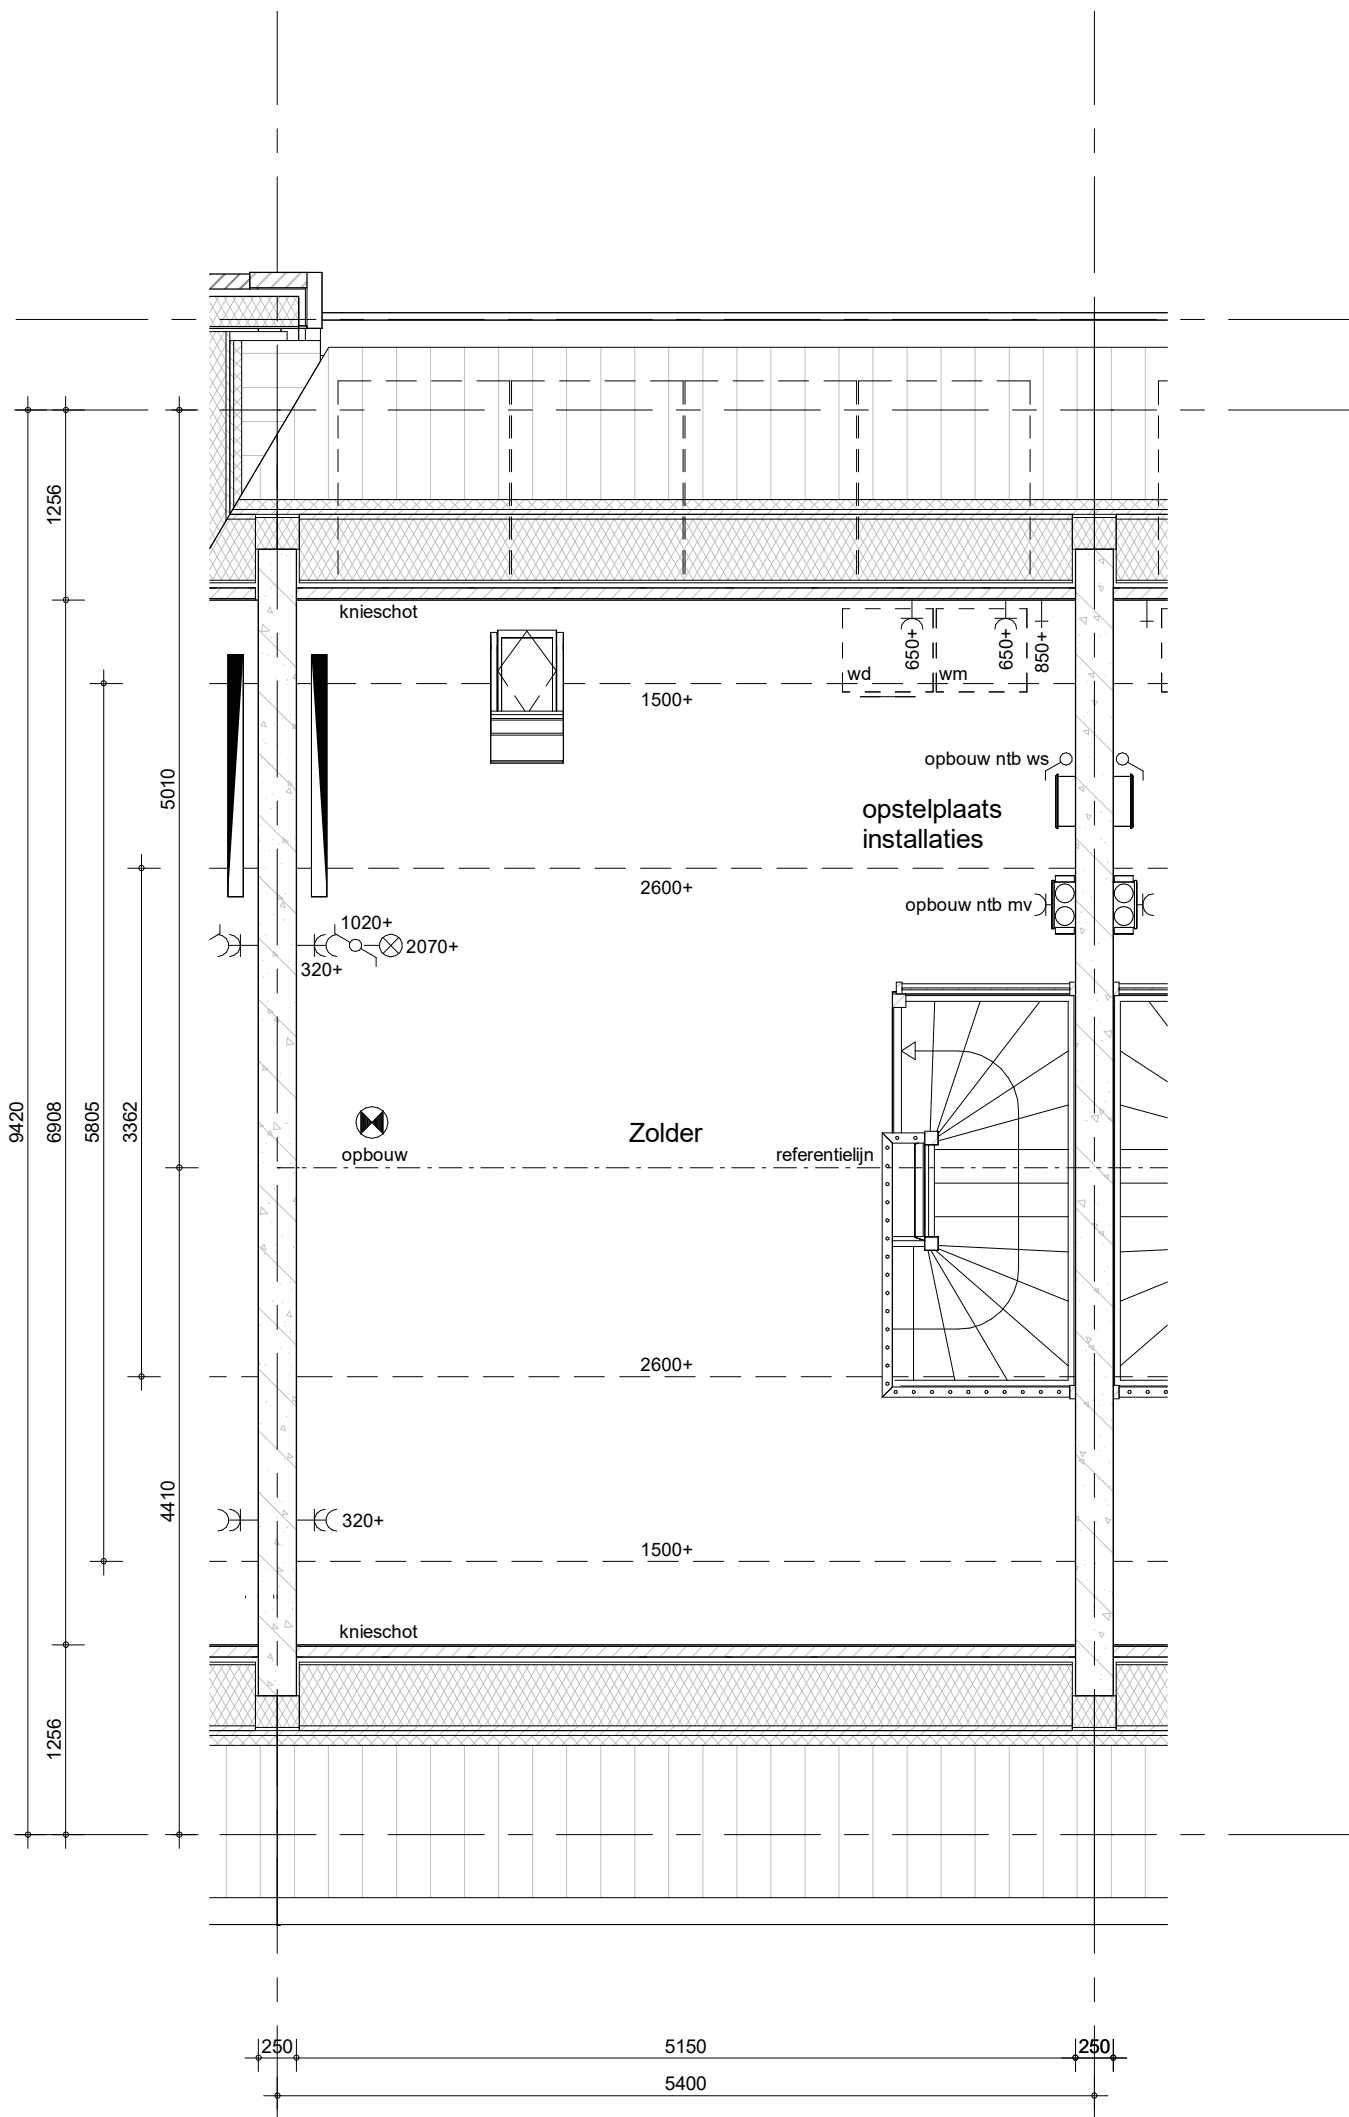 1256
knieschot
650+
650+
850+
wd
wm
1500+
opbouw ntb ws
5010
opstelplaats
installaties
2600+
opbouw ntb mv
1020+
2070+
320+
9420
6908
5805
3362
Zolder
opbouw
referentielijn
2600+
4410
320+
1500+
knieschot
1256
250
5150
250
5400